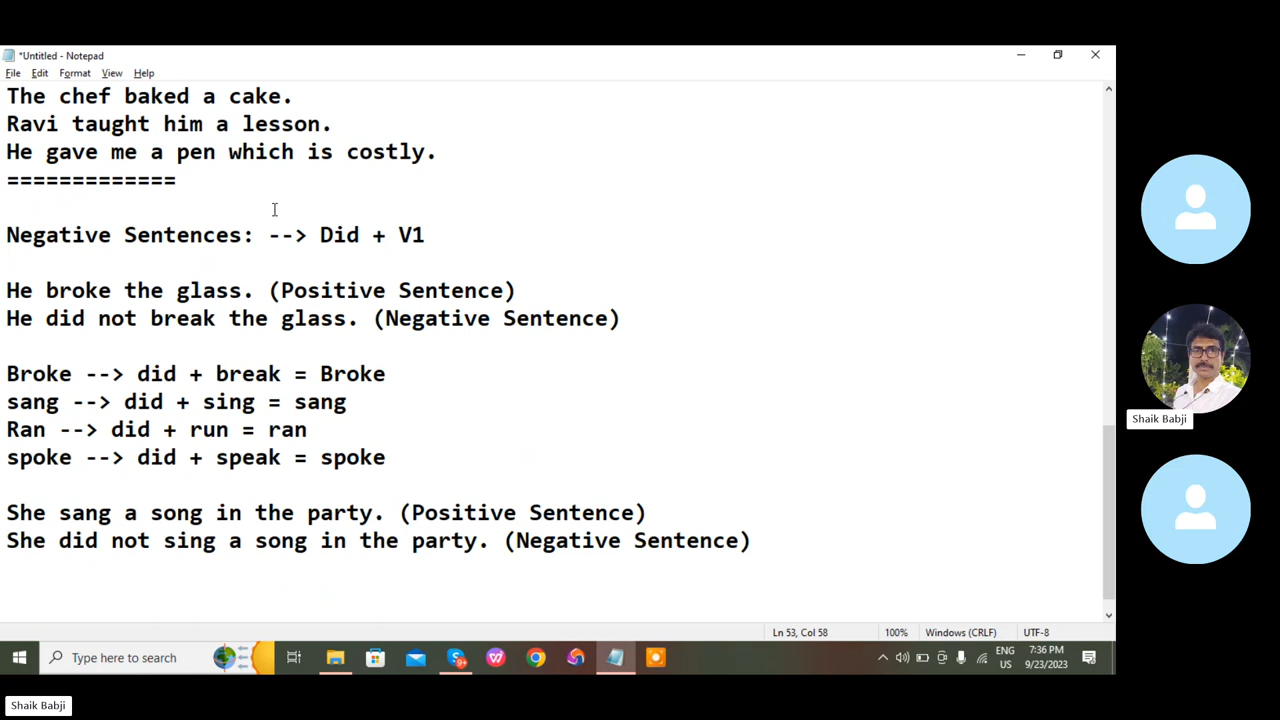 *Untitled - Notepad
File Edit Format View Help
The chef baked a cake.
Ravi taught him a lesson.
He gave me a pen which is costly.
=============
Negative Sentences: --> Did + V1
He broke the glass. (Positive Sentence)
He did not break the glass. (Negative Sentence)
Broke --> did + break = Broke
sang --> did + sing = sang
Ran --> did + run = ran
spoke --> did + speak = spoke
She sang a song in the party. (Positive Sentence)
She did not sing a song in the party. (Negative Sentence)
Shaik Babji
Ln 53, Col 58 100% Windows (CRLF) UTF-8
Type here to search
ENG
US
7:36 PM
9/23/2023
Shaik Babji